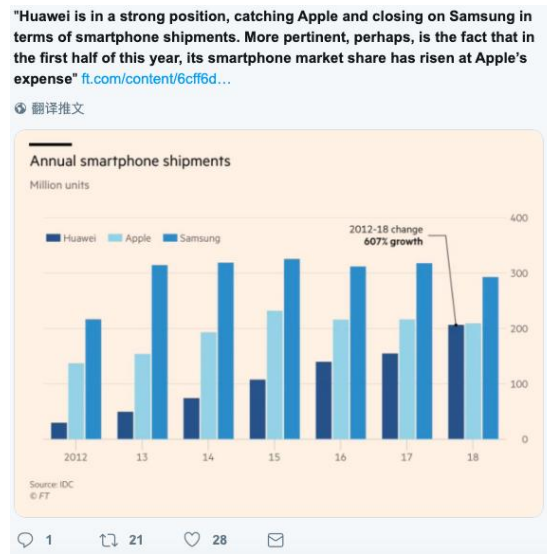 "Huawei is in a strong position, catching Apple and closing on Samsung in
terms of smartphone shipments. More pertinent, perhaps, is the fact that in
the first half of this year, its smartphone market share has risen at Apple's
expense" ft.com/content/6cff6d…
翻译推文
Annual smartphone shipments
Million units
400
2012-18 change
607% growth
Huawei Apple Samsung
300
200
100
0
2012 13 14 15 16 17 18
Source: IDC
© FT
1 21 28